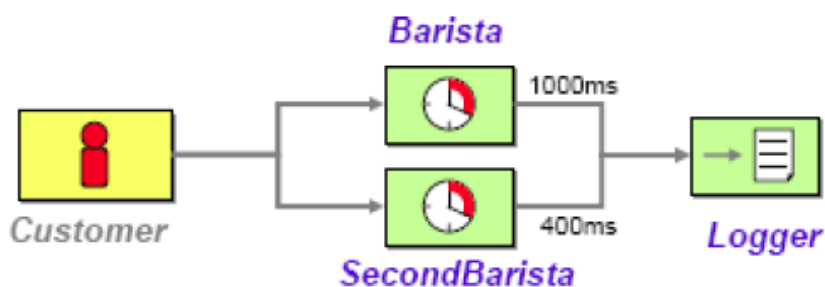 Barista
1000ms
Customer
400ms
Logger
SecondBarista